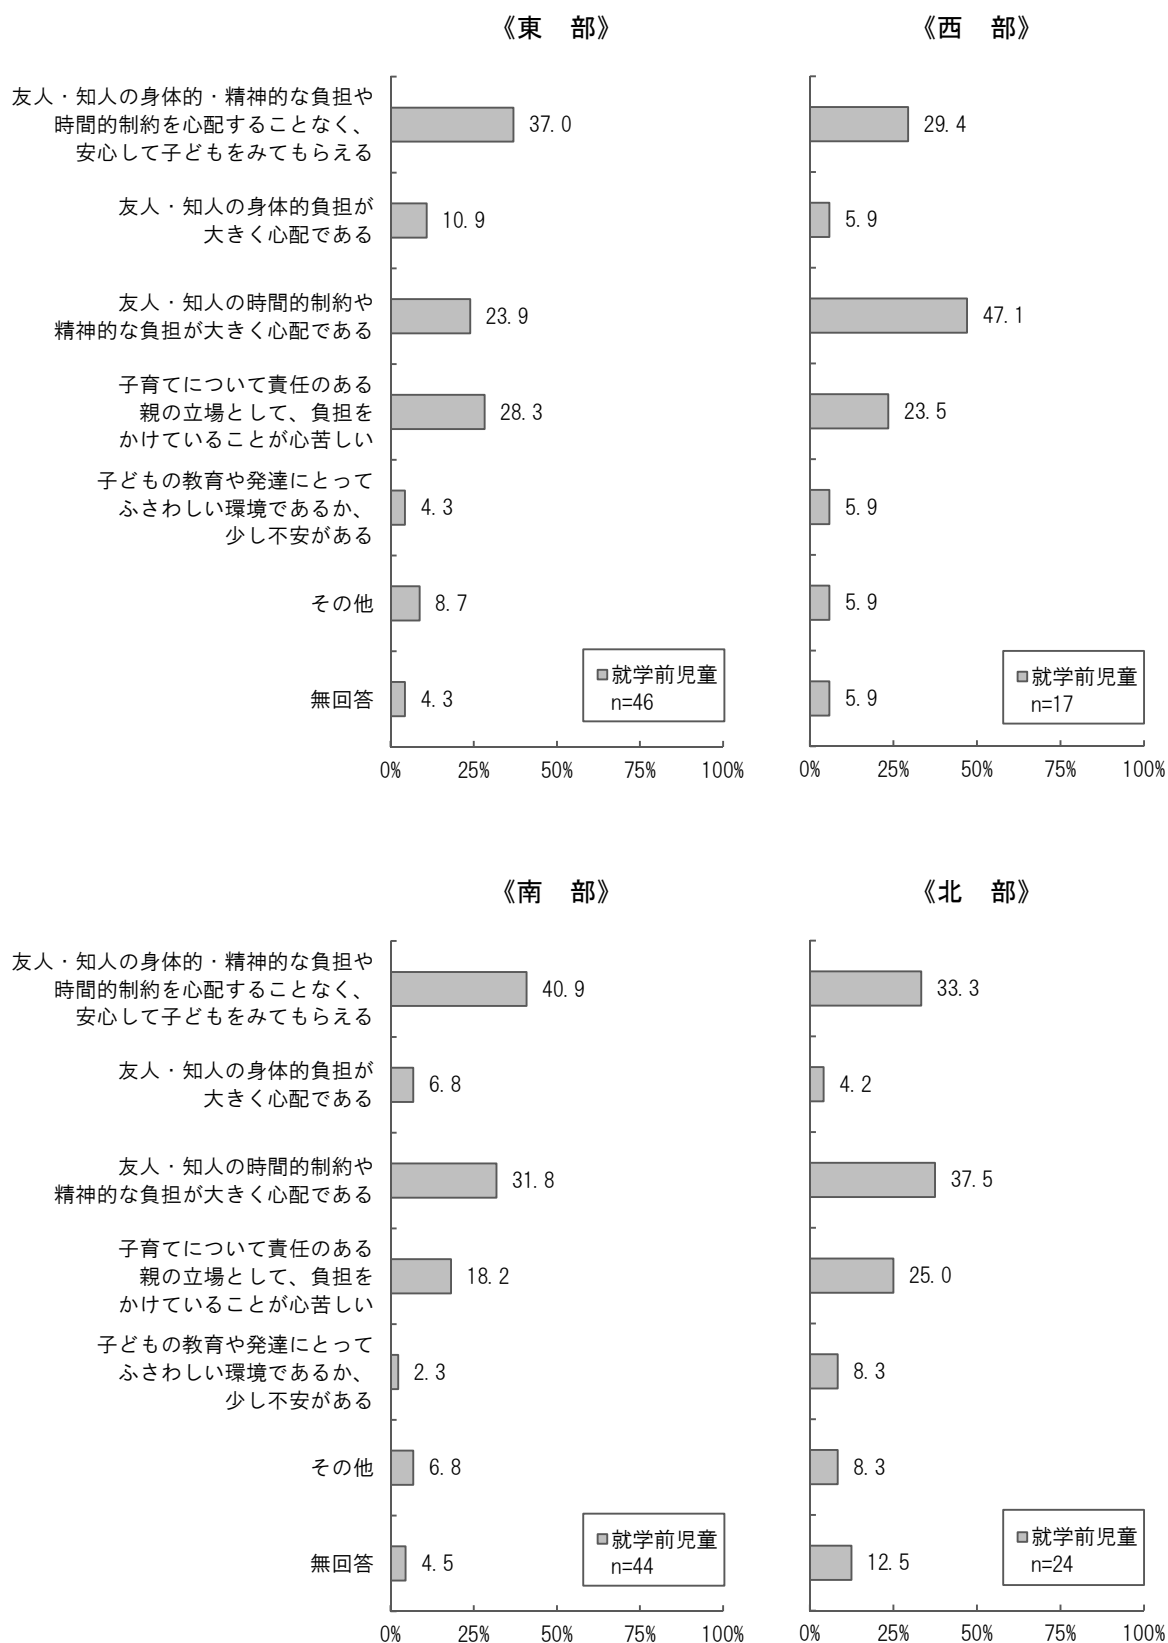 《東　部》
《西　部》
友人・知人の身体的・精神的な負担や
時間的制約を心配することなく、
安心して子どもをみてもらえる
37.0
29.4
友人・知人の身体的負担が
大きく心配である
10.9
5.9
友人・知人の時間的制約や
精神的な負担が大きく心配である
23.9
47.1
子育てについて責任のある
親の立場として、負担を
かけていることが心苦しい
28.3
23.5
子どもの教育や発達にとって
ふさわしい環境であるか、
少し不安がある
4.3
5.9
その他
8.7
5.9
無回答
4.3
5.9
就学前児童
n=46
就学前児童
n=17
0% 25% 50% 75% 100%
0% 25% 50% 75% 100%
《南　部》
《北　部》
友人・知人の身体的・精神的な負担や
時間的制約を心配することなく、
安心して子どもをみてもらえる
40.9
33.3
友人・知人の身体的負担が
大きく心配である
6.8
4.2
友人・知人の時間的制約や
精神的な負担が大きく心配である
31.8
37.5
子育てについて責任のある
親の立場として、負担を
かけていることが心苦しい
18.2
25.0
子どもの教育や発達にとって
ふさわしい環境であるか、
少し不安がある
2.3
8.3
その他
6.8
8.3
無回答
4.5
12.5
就学前児童
n=44
就学前児童
n=24
0% 25% 50% 75% 100%
0% 25% 50% 75% 100%